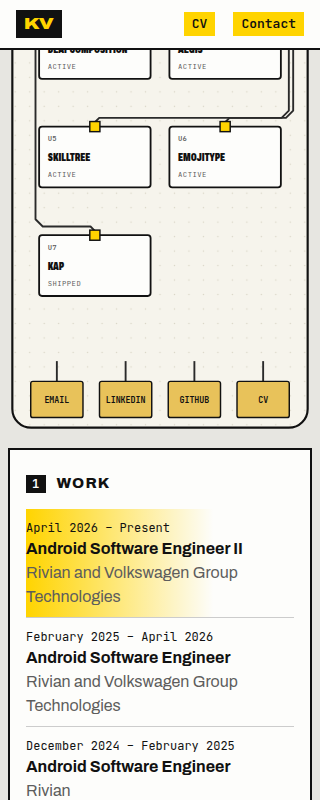 KV
CV
Contact
DEAFCOMPOSITION
AEGIS
ACTIVE
ACTIVE
U5
SKILLTREE
ACTIVE
U6
EMOJITYPE
ACTIVE
U7
KAP
SHIPPED
EMAIL
LINKEDIN
GITHUB
CV
1 WORK
April 2026 – Present
Android Software Engineer II
Rivian and Volkswagen Group
Technologies
February 2025 – April 2026
Android Software Engineer
Rivian and Volkswagen Group
Technologies
December 2024 – February 2025
Android Software Engineer
Rivian